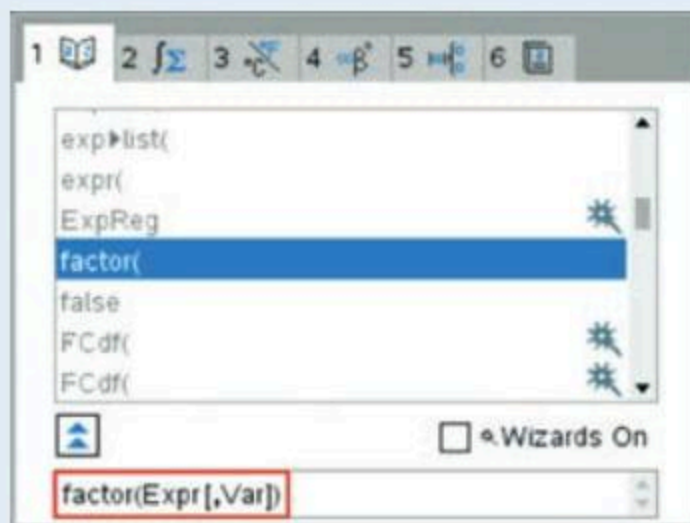 1 2 ∫Σ 3 °C°F 4 ∞β° 5 6
exp▶list(
expr(
ExpReg
factor(
false
FCdf(
FCdf(
Wizards On
factor(Expr[,Var])